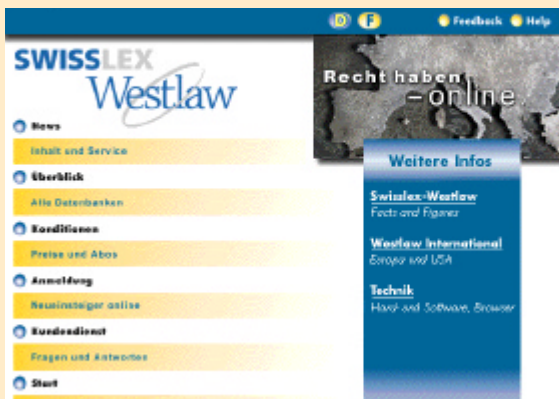 D F Feedback Help
SWISSLEX
Westlaw
Recht haben
– online
News
Inhalt und Service
Überblick
Alle Datenbanken
Konditionen
Preise und Abos
Anmeldung
Neueinsteiger online
Kundendienst
Fragen und Antworten
Start
Weitere Infos
Swisslex-Westlaw
Facts and Figures
Westlaw International
Europa und USA
Technik
Hard- and Software, Browser